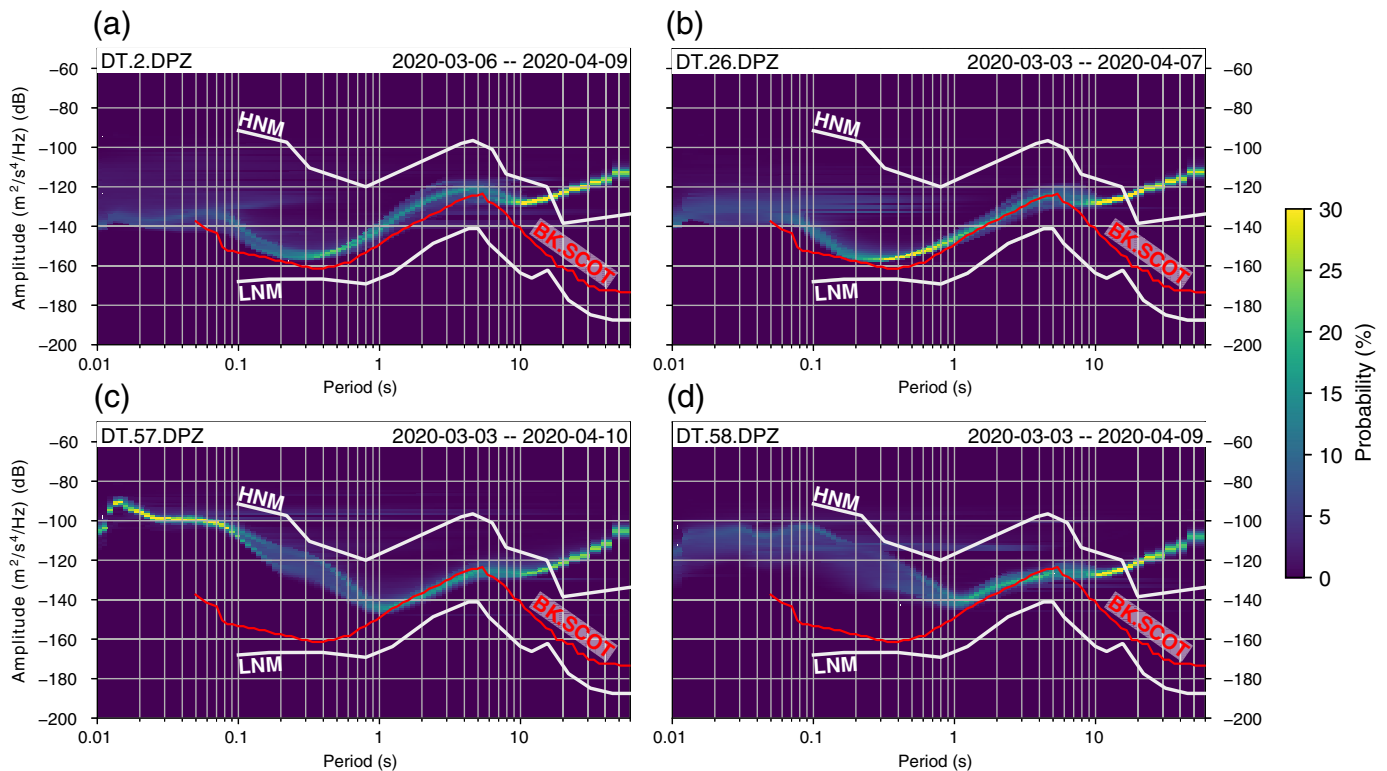 (a)
DT.2.DPZ 2020-03-06 -- 2020-04-09
HNM
LNM
BK.SCOT
Amplitude (m²/s⁴/Hz) (dB)
−60
−80
−100
−120
−140
−160
−180
−200
0.01 0.1 1 10
Period (s)
(b)
DT.26.DPZ 2020-03-03 -- 2020-04-07
HNM
LNM
BK.SCOT
−60
−80
−100
−120
−140
−160
−180
−200
0.01 0.1 1 10
Period (s)
(c)
DT.57.DPZ 2020-03-03 -- 2020-04-10
HNM
LNM
BK.SCOT
Amplitude (m²/s⁴/Hz) (dB)
−60
−80
−100
−120
−140
−160
−180
−200
0.01 0.1 1 10
Period (s)
(d)
DT.58.DPZ 2020-03-03 -- 2020-04-09
HNM
LNM
BK.SCOT
−60
−80
−100
−120
−140
−160
−180
−200
0.01 0.1 1 10
Period (s)
30
25
20
15
10
5
0
Probability (%)